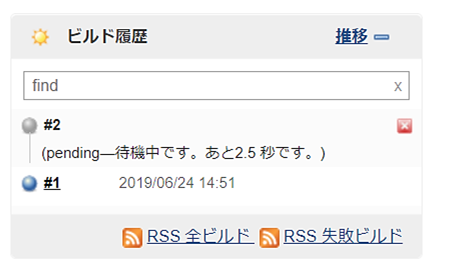 ビルド履歴 推移
find x
#2
(pending—待機中です。あと2.5 秒です。)
#1 2019/06/24 14:51
RSS 全ビルド RSS 失敗ビルド